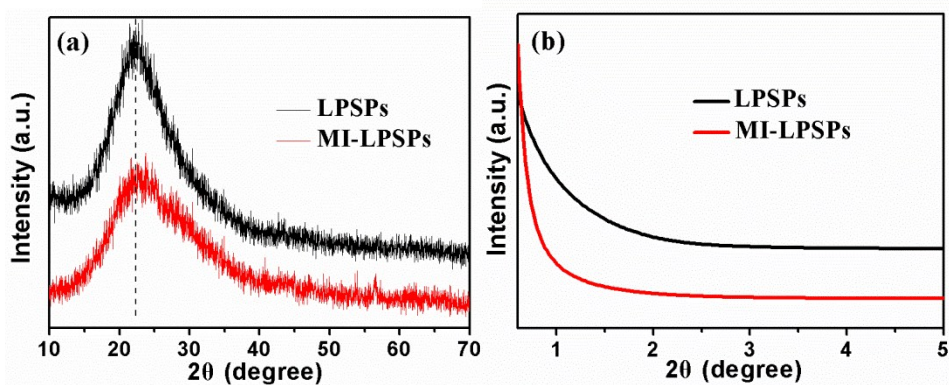 (a)
LPSPs
MI-LPSPs
Intensity (a.u.)
10 20 30 40 50 60 70
2θ (degree)
(b)
LPSPs
MI-LPSPs
Intensity (a.u.)
1 2 3 4 5
2θ (degree)